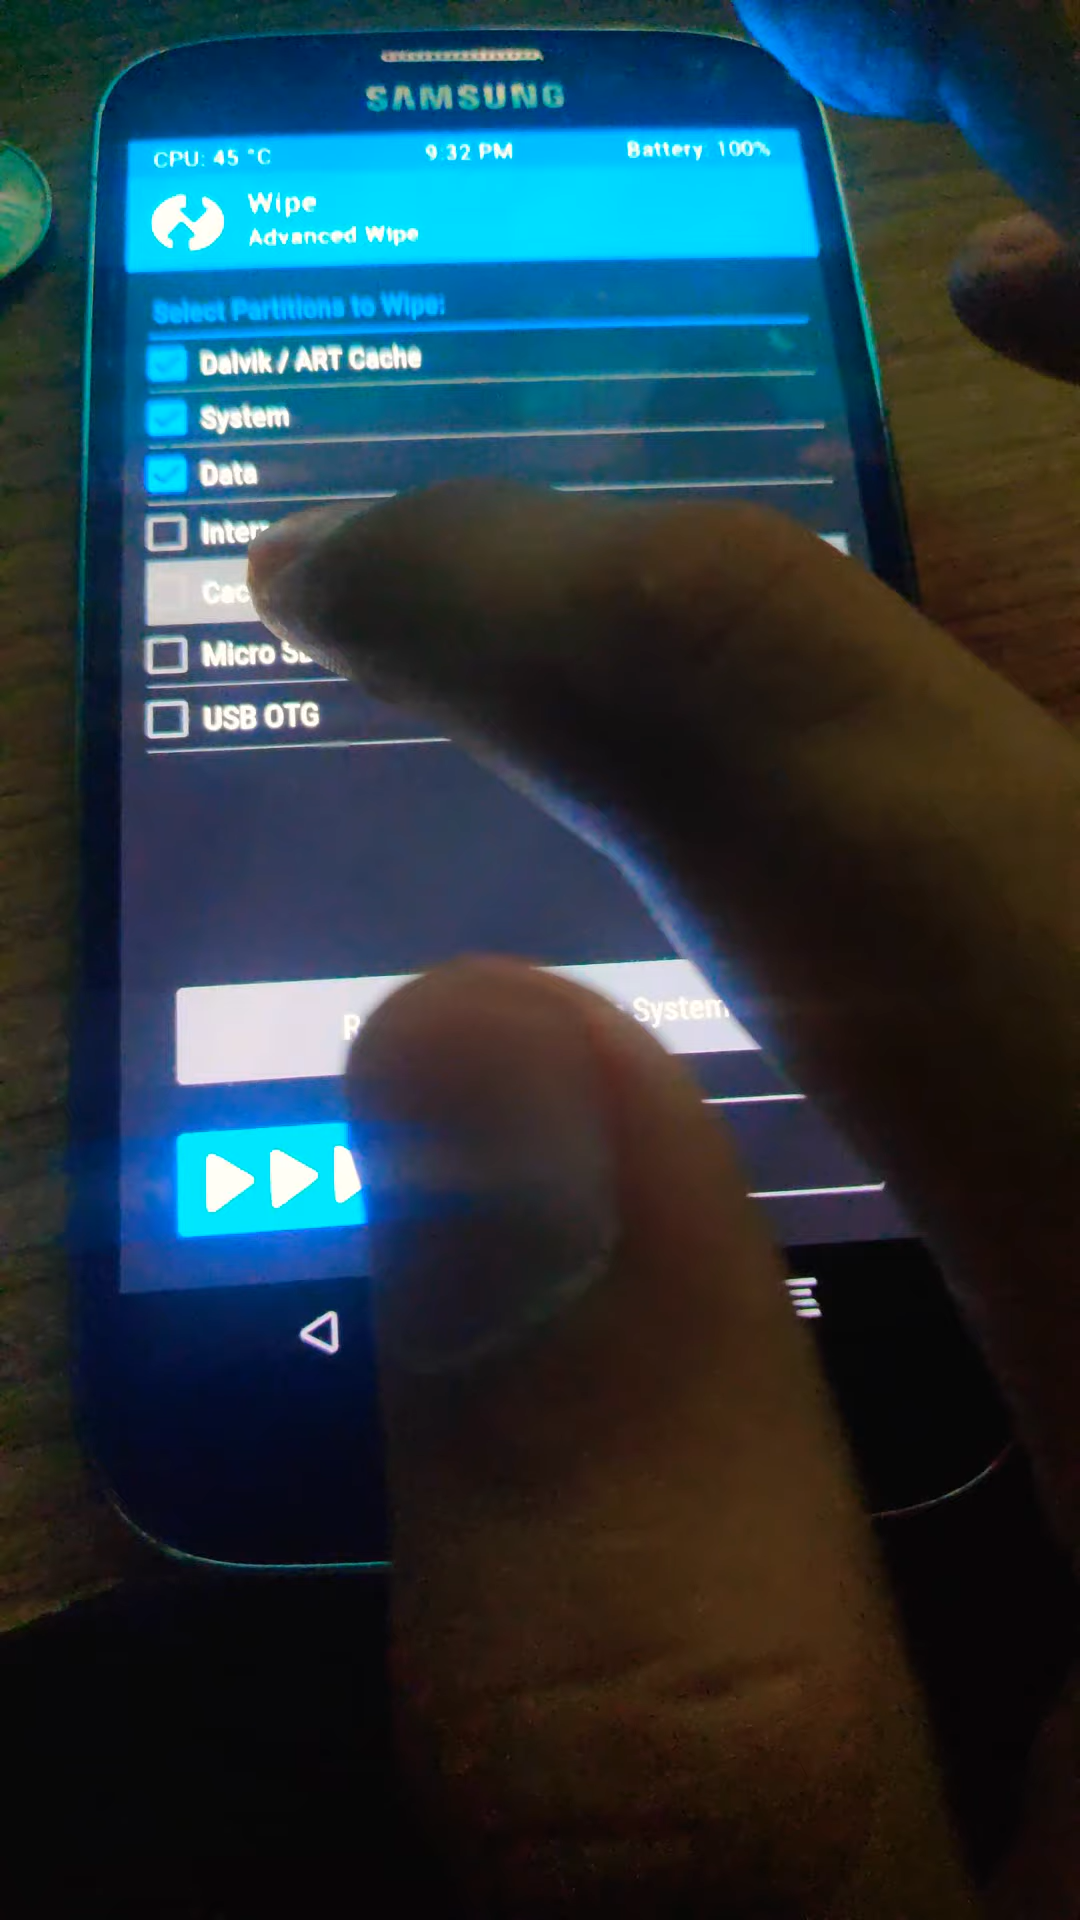 SAMSUNG
CPU: 45 °C 9:32 PM Battery: 100%
Wipe
Advanced Wipe
Select Partitions to Wipe:
Dalvik / ART Cache
System
Data
Micro
USB OTG
System